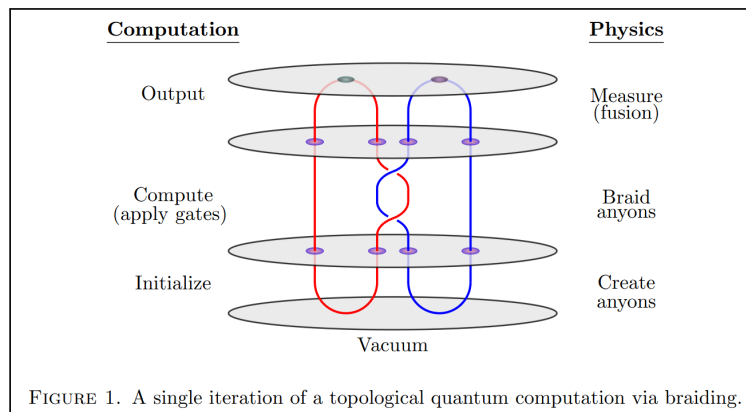 Computation
Physics
Output
Measure
(fusion)
Compute
(apply gates)
Braid
anyons
Initialize
Create
anyons
Vacuum
FIGURE 1. A single iteration of a topological quantum computation via braiding.